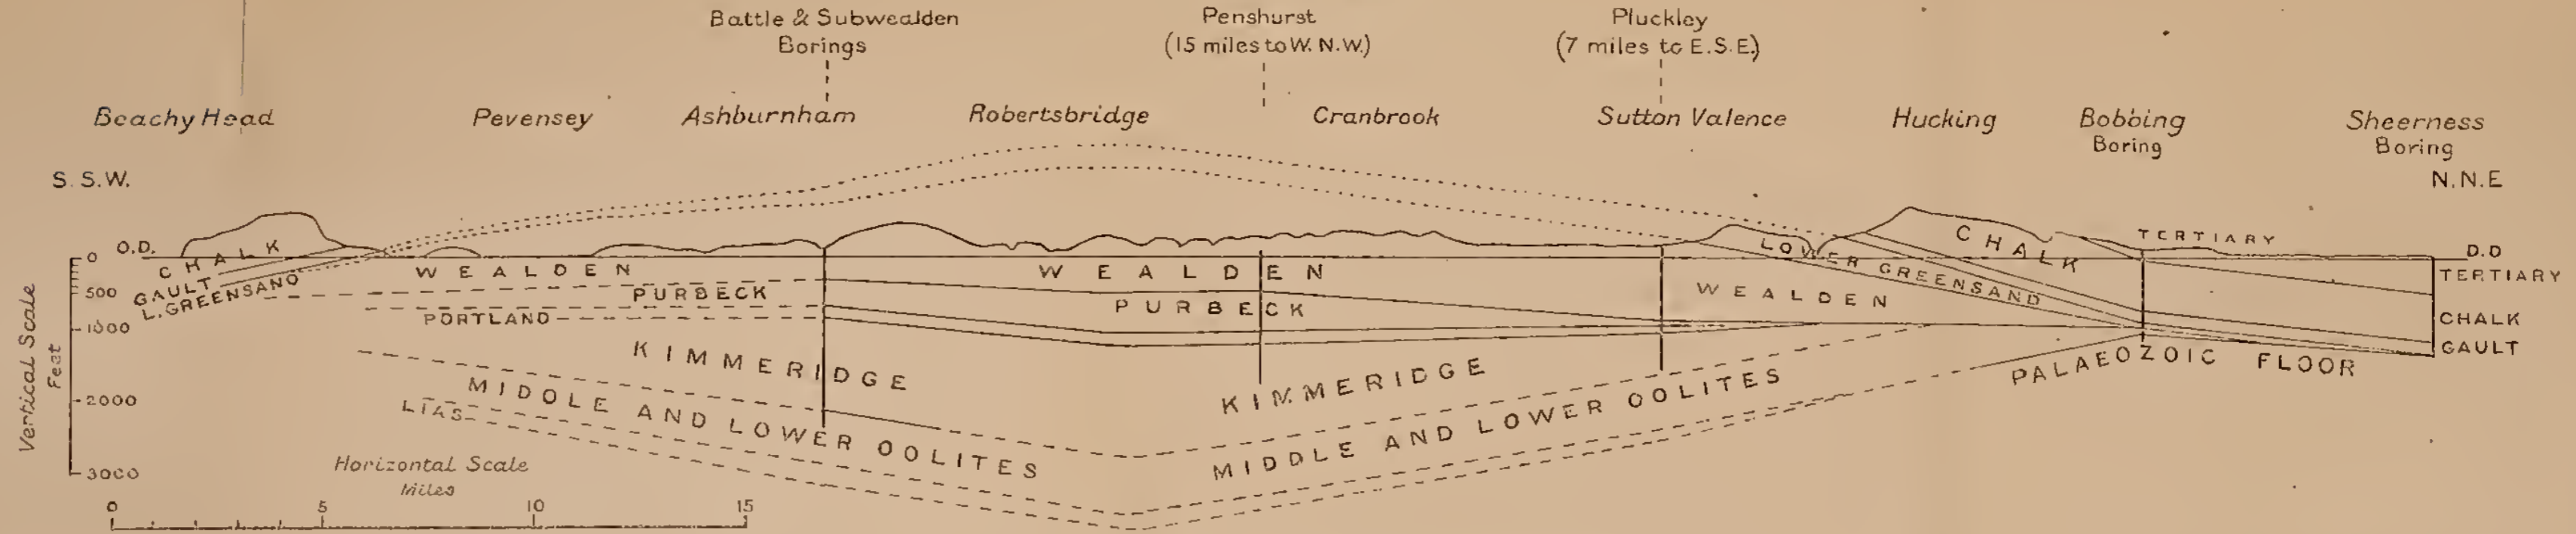 Battle & Subwealden
Borings
Penshurst
(15 miles to W.N.W.)
Pluckley
(7 miles to E.S.E.)
Beachy Head
Pevensey
Ashburnham
Robertsbridge
Cranbrook
Sutton Valence
Hucking
Bobbing
Boring
Sheerness
Boring
S.S.W.
N.N.E
O.D.
O.D
CHALK
GAULT
L. GREENSAND
WEALDEN
PURBECK
PORTLAND
KIMMERIDGE
MIDDLE AND LOWER OOLITES
LIAS
WEALDEN
PURBECK
KIMMERIDGE
MIDDLE AND LOWER OOLITES
LOWER GREENSAND
WEALDEN
CHALK
TERTIARY
TERTIARY
CHALK
GAULT
PALAEOZOIC FLOOR
Vertical Scale
Feet
0
500
1000
2000
3000
Horizontal Scale
Miles
0 5 10 15